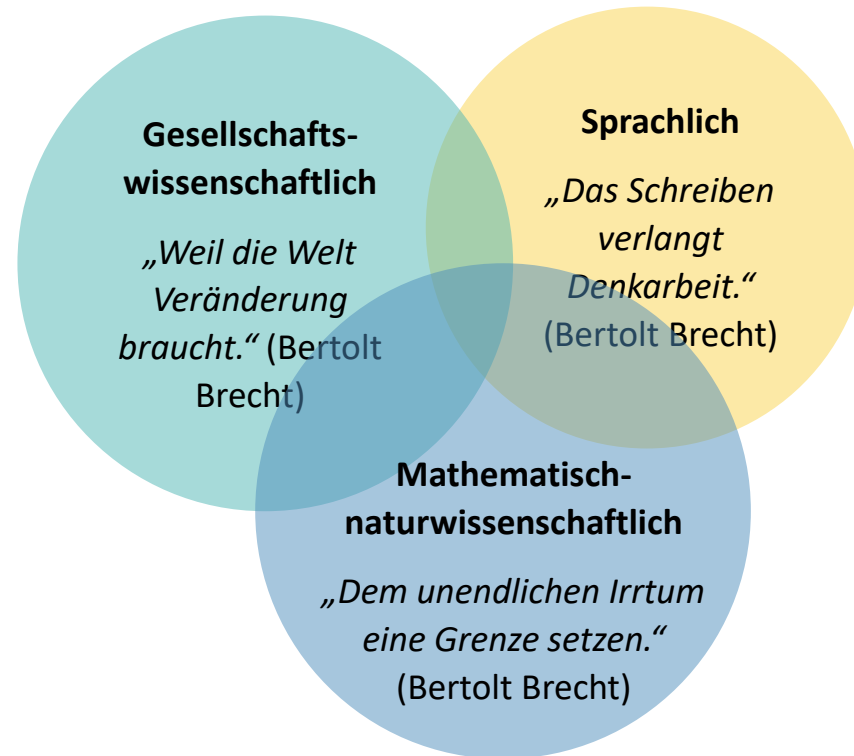 Gesellschafts-
wissenschaftlich
„Weil die Welt
Veränderung
braucht.“ (Bertolt
Brecht)
Sprachlich
„Das Schreiben
verlangt
Denkarbeit.“
(Bertolt Brecht)
Mathematisch-
naturwissenschaftlich
„Dem unendlichen Irrtum
eine Grenze setzen.“
(Bertolt Brecht)